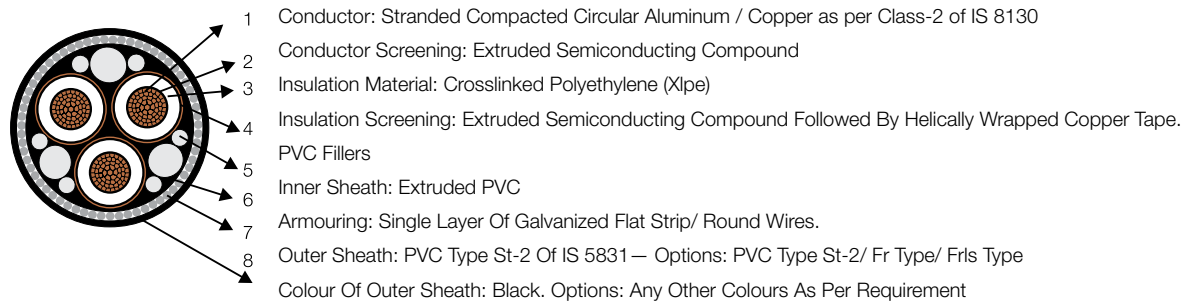 1 Conductor: Stranded Compacted Circular Aluminum / Copper as per Class-2 of IS 8130
2 Conductor Screening: Extruded Semiconducting Compound
3 Insulation Material: Crosslinked Polyethylene (Xlpe)
4 Insulation Screening: Extruded Semiconducting Compound Followed By Helically Wrapped Copper Tape.
5 PVC Fillers
6 Inner Sheath: Extruded PVC
7 Armouring: Single Layer Of Galvanized Flat Strip/ Round Wires.
8 Outer Sheath: PVC Type St-2 Of IS 5831— Options: PVC Type St-2/ Fr Type/ Frls Type
Colour Of Outer Sheath: Black. Options: Any Other Colours As Per Requirement